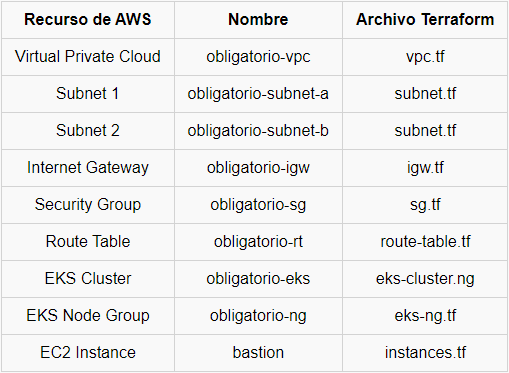 Recurso de AWS Nombre Archivo Terraform
Virtual Private Cloud obligatorio-vpc vpc.tf
Subnet 1 obligatorio-subnet-a subnet.tf
Subnet 2 obligatorio-subnet-b subnet.tf
Internet Gateway obligatorio-igw igw.tf
Security Group obligatorio-sg sg.tf
Route Table obligatorio-rt route-table.tf
EKS Cluster obligatorio-eks eks-cluster.ng
EKS Node Group obligatorio-ng eks-ng.tf
EC2 Instance bastion instances.tf